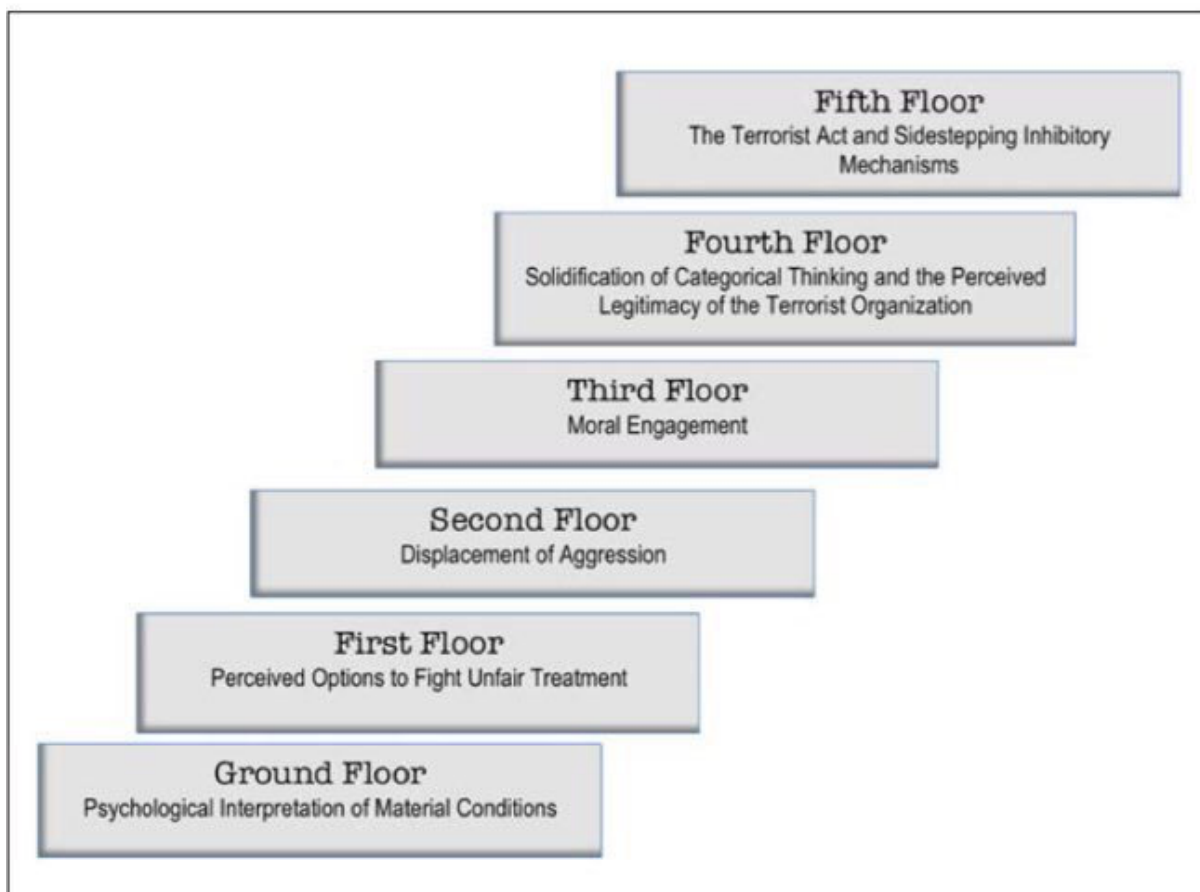 Fifth Floor
The Terrorist Act and Sidestepping Inhibitory
Mechanisms
Fourth Floor
Solidification of Categorical Thinking and the Perceived
Legitimacy of the Terrorist Organization
Third Floor
Moral Engagement
Second Floor
Displacement of Aggression
First Floor
Perceived Options to Fight Unfair Treatment
Ground Floor
Psychological Interpretation of Material Conditions